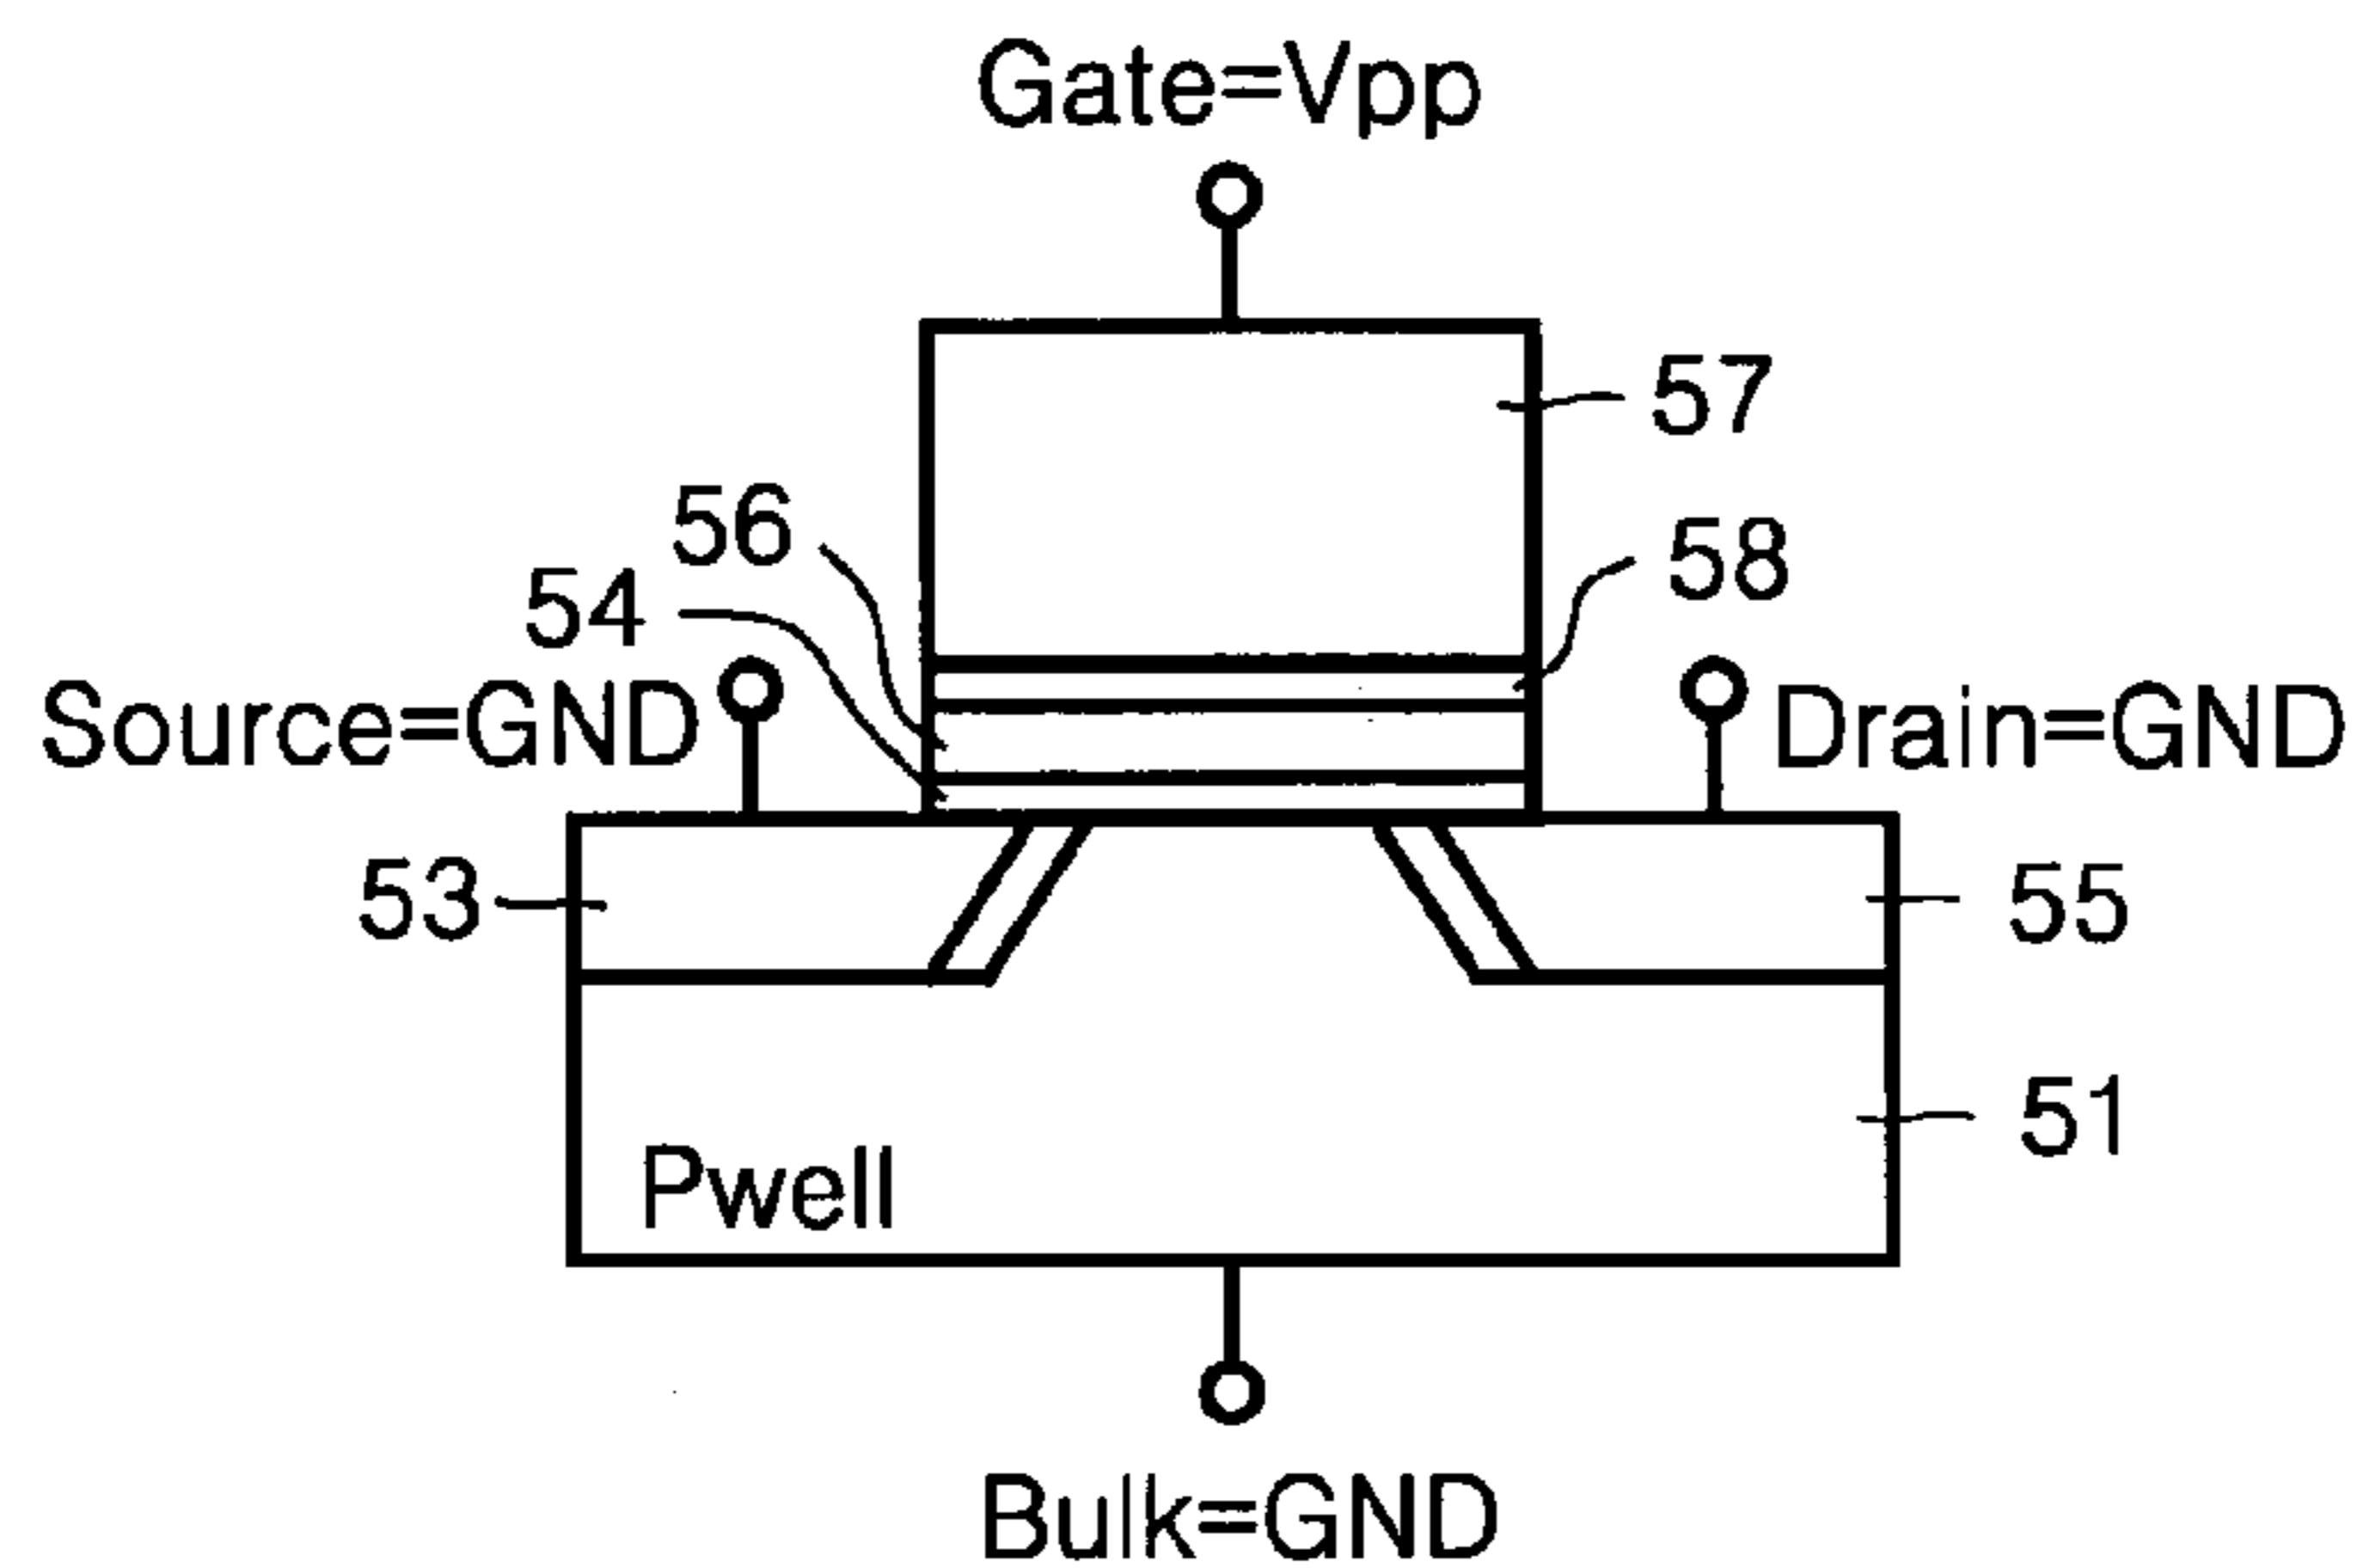 Gate=Vpp
57
56
58
54
Source=GND
Drain=GND
53
55
51
Pwell
Bulk=GND